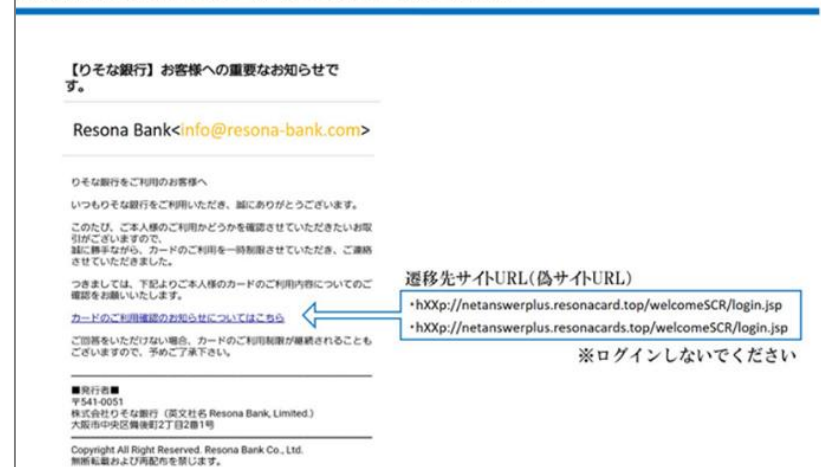 【りそな銀行】お客様への重要なお知らせで
す。
Resona Bank<info@resona-bank.com>
りそな銀行をご利用のお客様へ
いつもりそな銀行をご利用いただき、誠にありがとうございます。
このたび、ご本人様のご利用かどうかを確認させていただきたいお取
引がございますので、
誠に勝手ながら、カードのご利用を一時制限させていただき、ご連絡
させていただきました。
つきましては、下記よりご本人様のカードのご利用内容についてのご
確認をお願いいたします。
カードのご利用確認のお知らせについてはこちら
ご回答をいただけない場合、カードのご利用制限が継続されることも
ございますので、予めご了承下さい。
■発行者■
〒541-0051
株式会社りそな銀行（英文社名 Resona Bank, Limited.）
大阪市中央区備後町2丁目2番1号
Copyright All Right Reserved. Resona Bank Co., Ltd.
無断転載および再配布を禁じます。
遷移先サイトURL（偽サイトURL）
・hXXp://netanswerplus.resonacard.top/welcomeSCR/login.jsp
・hXXp://netanswerplus.resonacards.top/welcomeSCR/login.jsp
※ログインしないでください